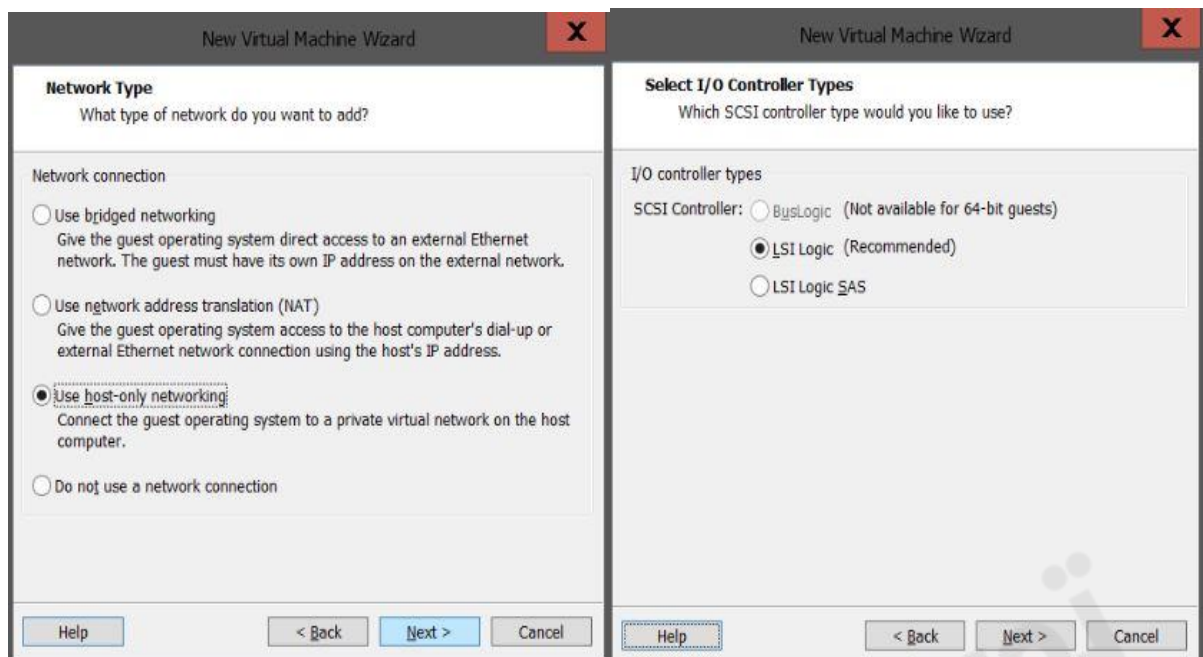 New Virtual Machine Wizard
X
Network Type
What type of network do you want to add?
Network connection
Use bridged networking
Give the guest operating system direct access to an external Ethernet
network. The guest must have its own IP address on the external network.
Use network address translation (NAT)
Give the guest operating system access to the host computer's dial-up or
external Ethernet network connection using the host's IP address.
Use host-only networking
Connect the guest operating system to a private virtual network on the host
computer.
Do not use a network connection
Help
< Back
Next >
Cancel
New Virtual Machine Wizard
X
Select I/O Controller Types
Which SCSI controller type would you like to use?
I/O controller types
SCSI Controller: BusLogic (Not available for 64-bit guests)
LSI Logic (Recommended)
LSI Logic SAS
Help
< Back
Next >
Cancel